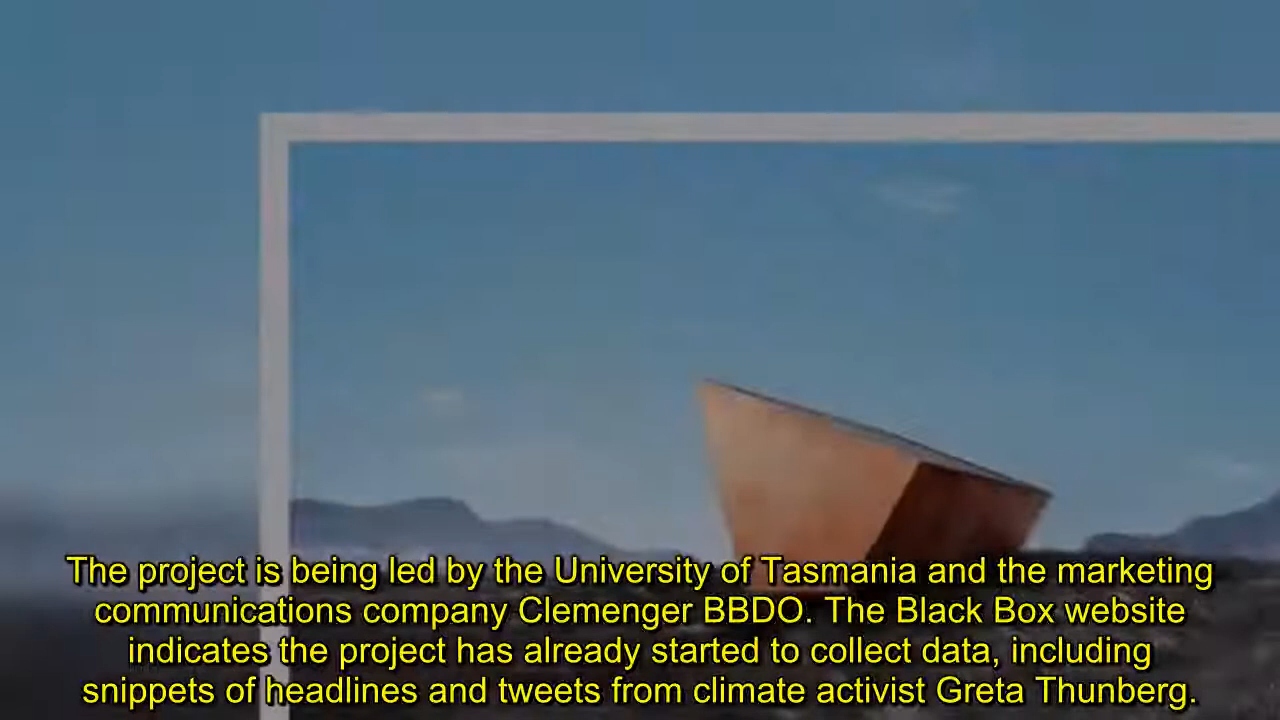 The project is being led by the University of Tasmania and the marketing
communications company Clemenger BBDO. The Black Box website
indicates the project has already started to collect data, including
snippets of headlines and tweets from climate activist Greta Thunberg.